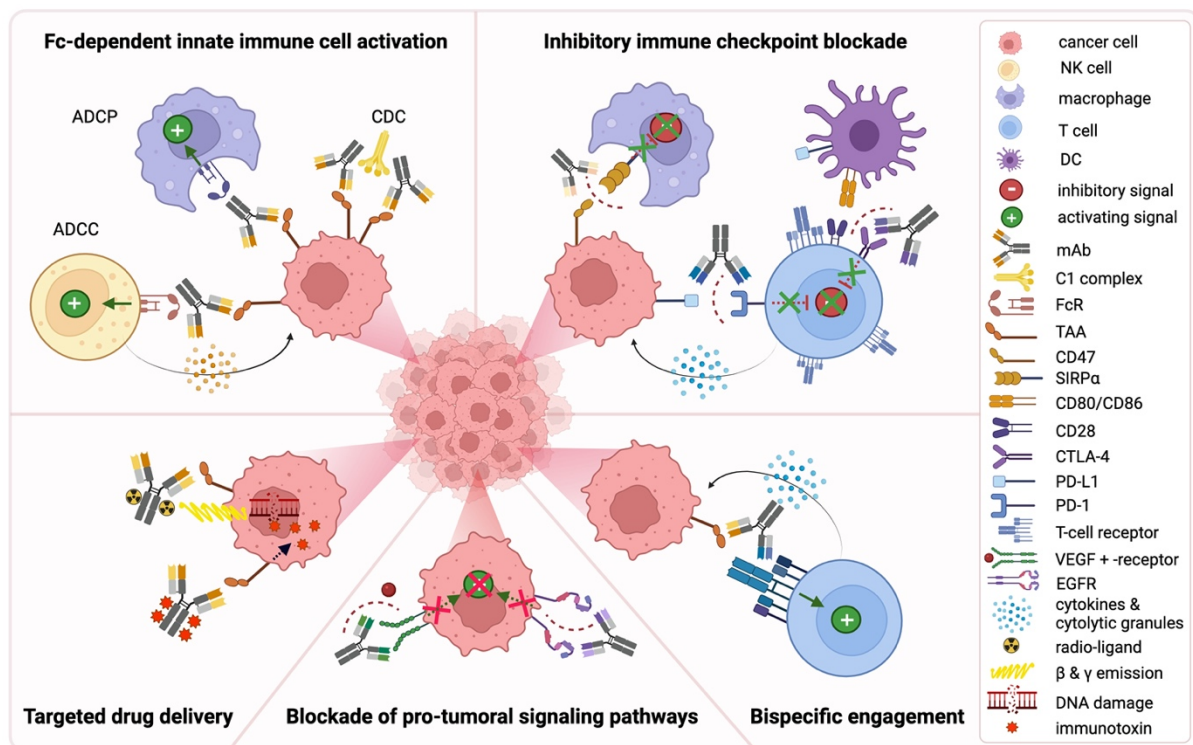 Fc-dependent innate immune cell activation
ADCP
CDC
ADCC
Inhibitory immune checkpoint blockade
Targeted drug delivery
Blockade of pro-tumoral signaling pathways
Bispecific engagement
cancer cell
NK cell
macrophage
T cell
DC
inhibitory signal
activating signal
mAb
C1 complex
FcR
TAA
CD47
SIRPα
CD80/CD86
CD28
CTLA-4
PD-L1
PD-1
T-cell receptor
VEGF + -receptor
EGFR
cytokines &
cytolytic granules
radio-ligand
β & γ emission
DNA damage
immunotoxin